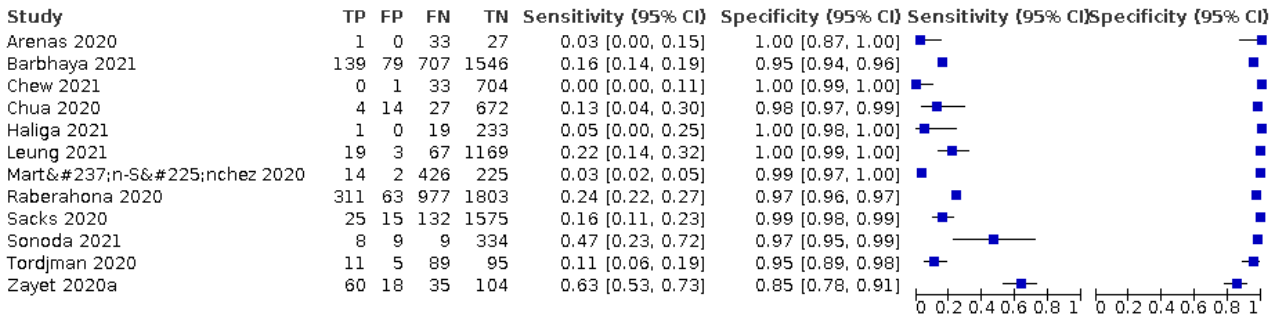 Study TP FP FN TN Sensitivity (95% CI) Specificity (95% CI) Sensitivity (95% CI) Specificity (95% CI)
Arenas 2020 1 0 33 27 0.03 [0.00, 0.15] 1.00 [0.87, 1.00]
Barbhaya 2021 139 79 707 1546 0.16 [0.14, 0.19] 0.95 [0.94, 0.96]
Chew 2021 0 1 33 704 0.00 [0.00, 0.11] 1.00 [0.99, 1.00]
Chua 2020 4 14 27 672 0.13 [0.04, 0.30] 0.98 [0.97, 0.99]
Haliga 2021 1 0 19 233 0.05 [0.00, 0.25] 1.00 [0.98, 1.00]
Leung 2021 19 3 67 1169 0.22 [0.14, 0.32] 1.00 [0.99, 1.00]
Mart&#237;n-S&#225;nchez 2020 14 2 426 225 0.03 [0.02, 0.05] 0.99 [0.97, 1.00]
Raberahona 2020 311 63 977 1803 0.24 [0.22, 0.27] 0.97 [0.96, 0.97]
Sacks 2020 25 15 132 1575 0.16 [0.11, 0.23] 0.99 [0.98, 0.99]
Sonoda 2021 8 9 9 334 0.47 [0.23, 0.72] 0.97 [0.95, 0.99]
Tordjman 2020 11 5 89 95 0.11 [0.06, 0.19] 0.95 [0.89, 0.98]
Zayet 2020a 60 18 35 104 0.63 [0.53, 0.73] 0.85 [0.78, 0.91]
0 0.2 0.4 0.6 0.8 1 0 0.2 0.4 0.6 0.8 1